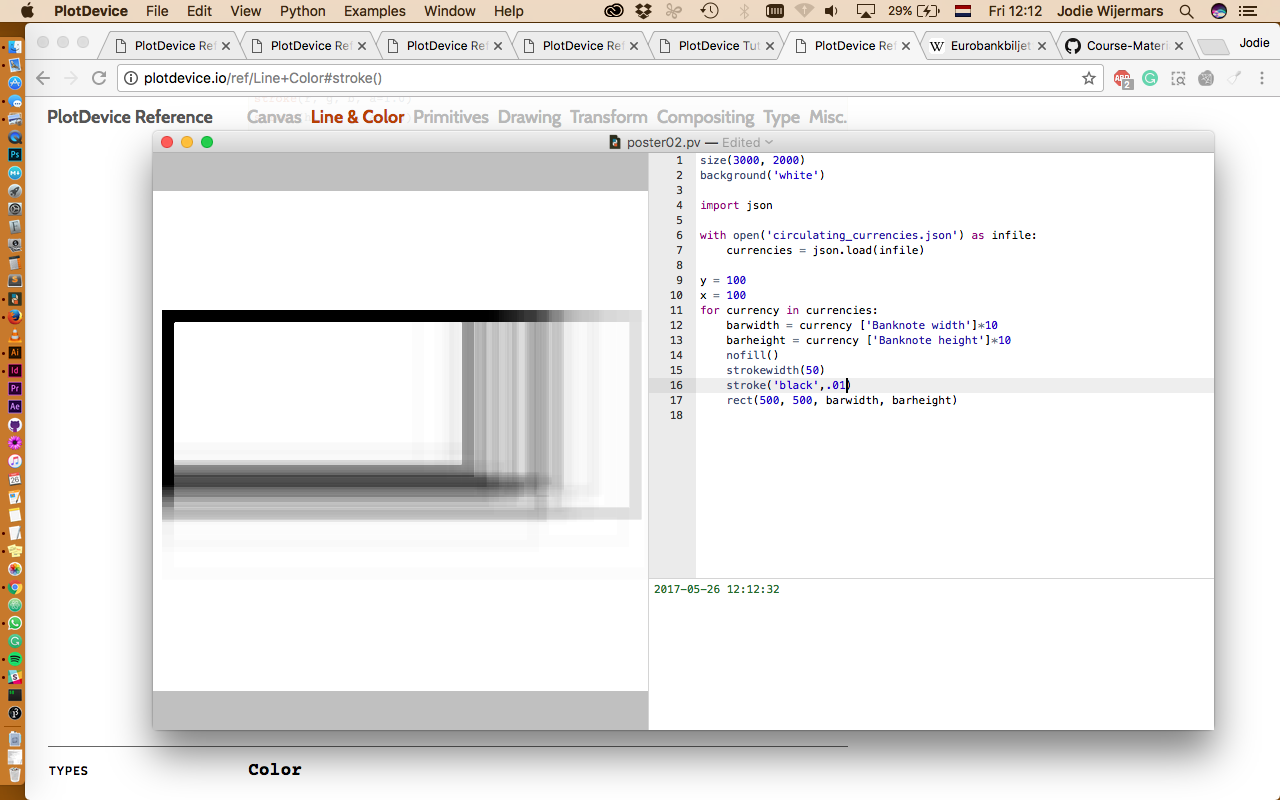 PlotDevice File Edit View Python Examples Window Help 29% Fri 12:12 Jodie Wijermars
PlotDevice Ref PlotDevice Ref PlotDevice Ref PlotDevice Ref PlotDevice Tut PlotDevice Ref Eurobankbiljet Course-Materi Jodie
plotdevice.io/ref/Line+Color#stroke()
PlotDevice Reference Canvas Line & Color Primitives Drawing Transform Compositing Type Misc.
poster02.pv — Edited
1 size(3000, 2000)
2 background('white')
3
4 import json
5
6 with open('circulating_currencies.json') as infile:
7 currencies = json.load(infile)
8
9 y = 100
10 x = 100
11 for currency in currencies:
12 barwidth = currency ['Banknote width']*10
13 barheight = currency ['Banknote height']*10
14 nofill()
15 strokewidth(50)
16 stroke('black',.01)
17 rect(500, 500, barwidth, barheight)
18
2017-05-26 12:12:32
TYPES Color